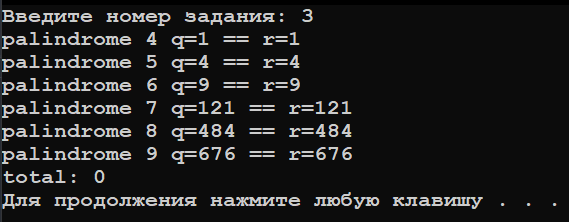 Введите номер задания: 3
palindrome 4 q=1 == r=1
palindrome 5 q=4 == r=4
palindrome 6 q=9 == r=9
palindrome 7 q=121 == r=121
palindrome 8 q=484 == r=484
palindrome 9 q=676 == r=676
total: 0
Для продолжения нажмите любую клавишу . . .